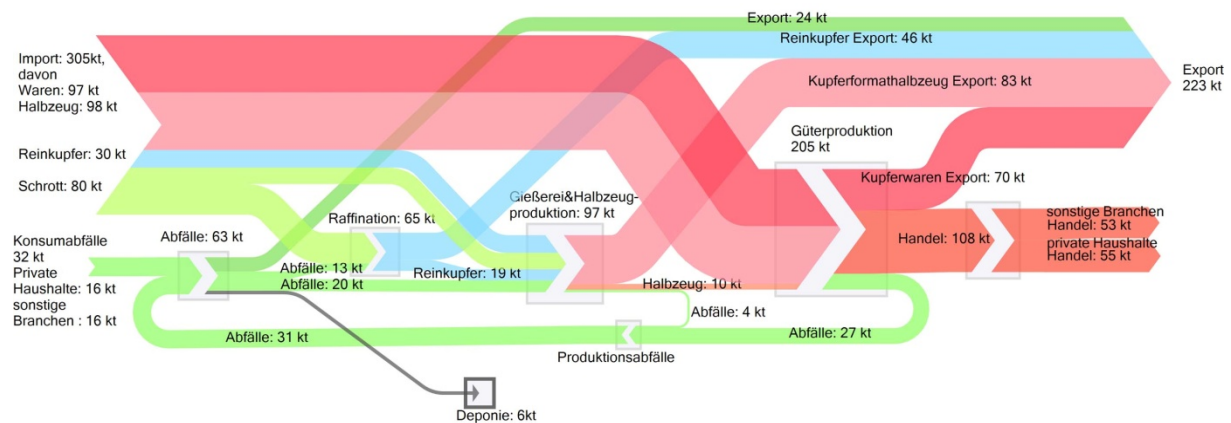 Export: 24 kt
Reinkupfer Export: 46 kt
Import: 305kt,
davon
Waren: 97 kt
Halbzeug: 98 kt
Kupferformathalbzeug Export: 83 kt
Export
223 kt
Güterproduktion
205 kt
Reinkupfer: 30 kt
Schrott: 80 kt
Kupferwaren Export: 70 kt
Gießerei&Halbzeug-
produktion: 97 kt
Raffination: 65 kt
sonstige Branchen
Handel: 53 kt
private Haushalte
Handel: 55 kt
Handel: 108 kt
Konsumabfälle
32 kt
Private
Haushalte: 16 kt
sonstige
Branchen : 16 kt
Abfälle: 63 kt
Abfälle: 13 kt
Abfälle: 20 kt
Reinkupfer: 19 kt
Halbzeug: 10 kt
Abfälle: 4 kt
Abfälle: 31 kt
Abfälle: 27 kt
Produktionsabfälle
Deponie: 6kt